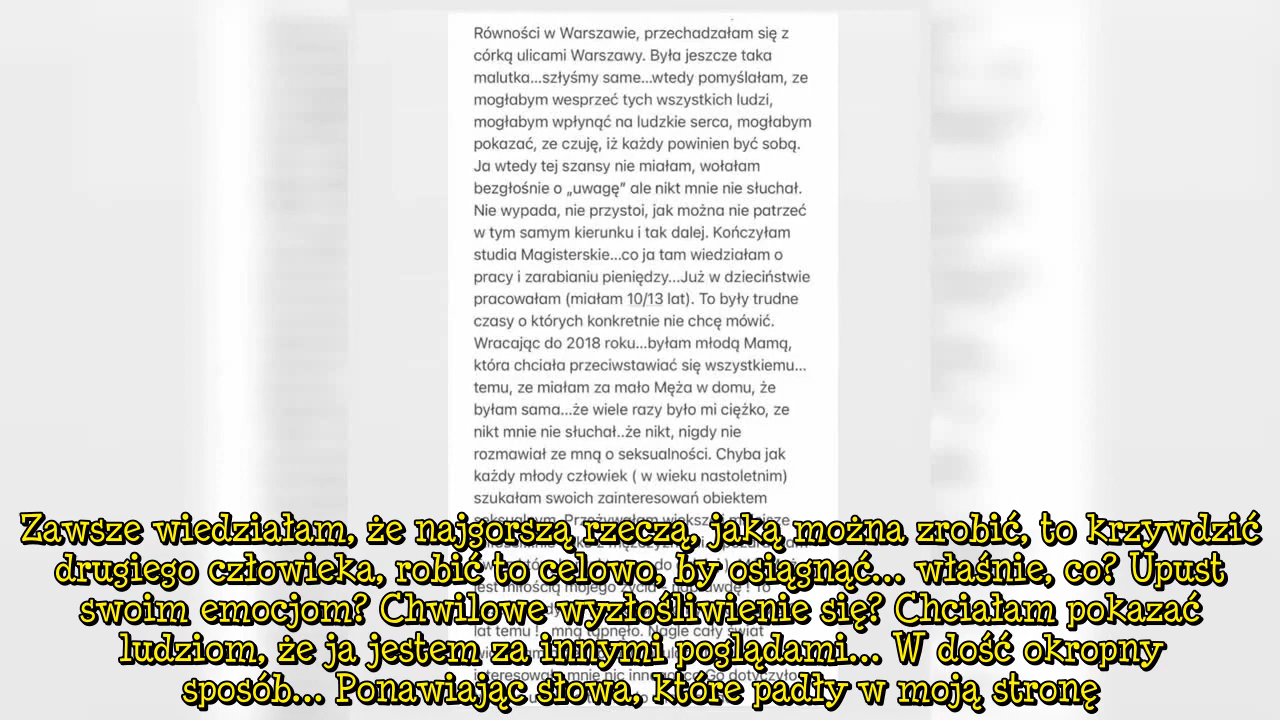 Równości w Warszawie, przechadzałam się z
córką ulicami Warszawy. Była jeszcze taka
malutka...szłyśmy same...wtedy pomyślałam, ze
mogłabym wesprzeć tych wszystkich ludzi,
mogłabym wpłynąć na ludzkie serca, mogłabym
pokazać, ze czuję, iż każdy powinien być sobą.
Ja wtedy tej szansy nie miałam, wołałam
bezgłośnie o „uwagę” ale nikt mnie nie słuchał.
Nie wypada, nie przystoi, jak można nie patrzeć
w tym samym kierunku i tak dalej. Kończyłam
studia Magisterskie...co ja tam wiedziałam o
pracy i zarabianiu pieniędzy...Już w dzieciństwie
pracowałam (miałam 10/13 lat). To były trudne
czasy o których konkretnie nie chcę mówić.
Wracając do 2018 roku...byłam młodą Mamą,
która chciała przeciwstawiać się wszystkiemu...
temu, ze miałam za mało Męża w domu, że
byłam sama...że wiele razy było mi ciężko, ze
nikt mnie nie słuchał..że nikt, nigdy nie
rozmawiał ze mną o seksualności. Chyba jak
każdy młody człowiek ( w wieku nastoletnim)
szukałam swoich zainteresowań obiektem
lat temu ! mną tąpnęło. Nagle cały świat
Zawsze wiedziałam, że najgorszą rzeczą, jaką można zrobić, to krzywdzić
drugiego człowieka, robić to celowo, by osiągnąć... właśnie, co? Upust
swoim emocjom? Chwilowe wyzłośliwienie się? Chciałam pokazać
ludziom, że ja jestem za innymi poglądami... W dość okropny
sposób... Ponawiając słowa, które padły w moją stronę